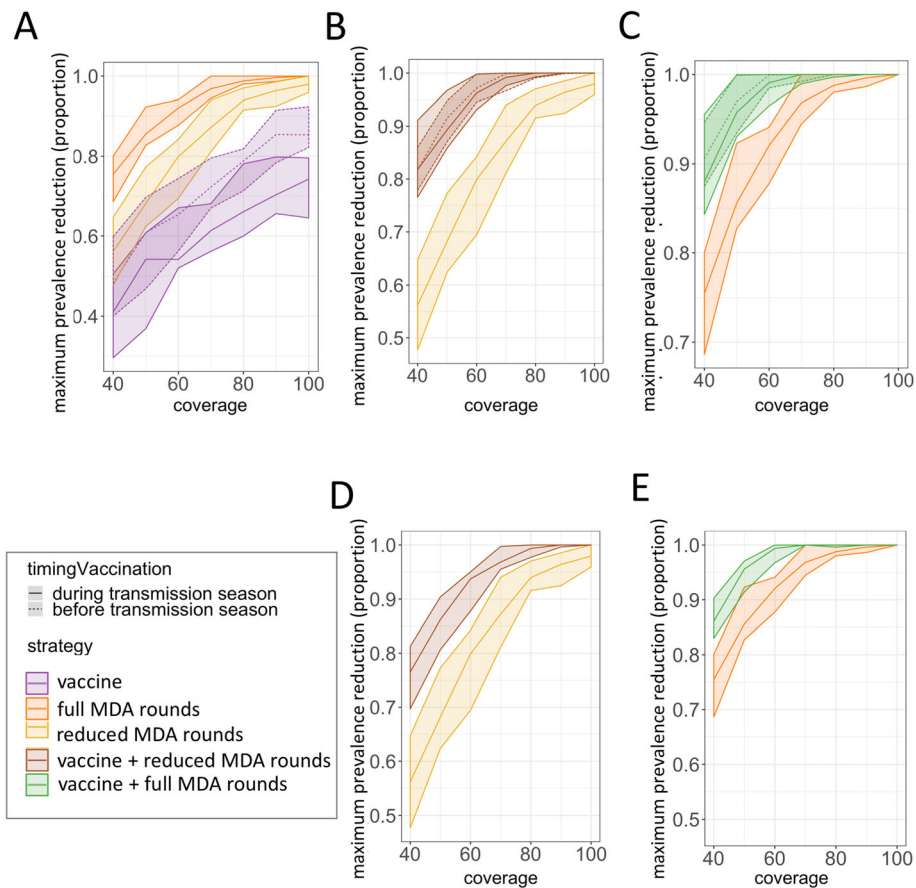 A
maximum prevalence reduction (proportion)
1.0
0.8
0.6
0.4
40
60
80
100
coverage
B
maximum prevalence reduction (proportion)
1.0
0.9
0.8
0.7
0.6
0.5
40
60
80
100
coverage
C
maximum prevalence reduction (proportion)
1.0
0.9
0.8
0.7
40
60
80
100
coverage
timingVaccination
during transmission season
before transmission season
strategy
vaccine
full MDA rounds
reduced MDA rounds
vaccine + reduced MDA rounds
vaccine + full MDA rounds
D
maximum prevalence reduction (proportion)
1.0
0.9
0.8
0.7
0.6
0.5
40
60
80
100
coverage
E
maximum prevalence reduction (proportion)
1.0
0.9
0.8
0.7
0.6
0.5
40
60
80
100
coverage